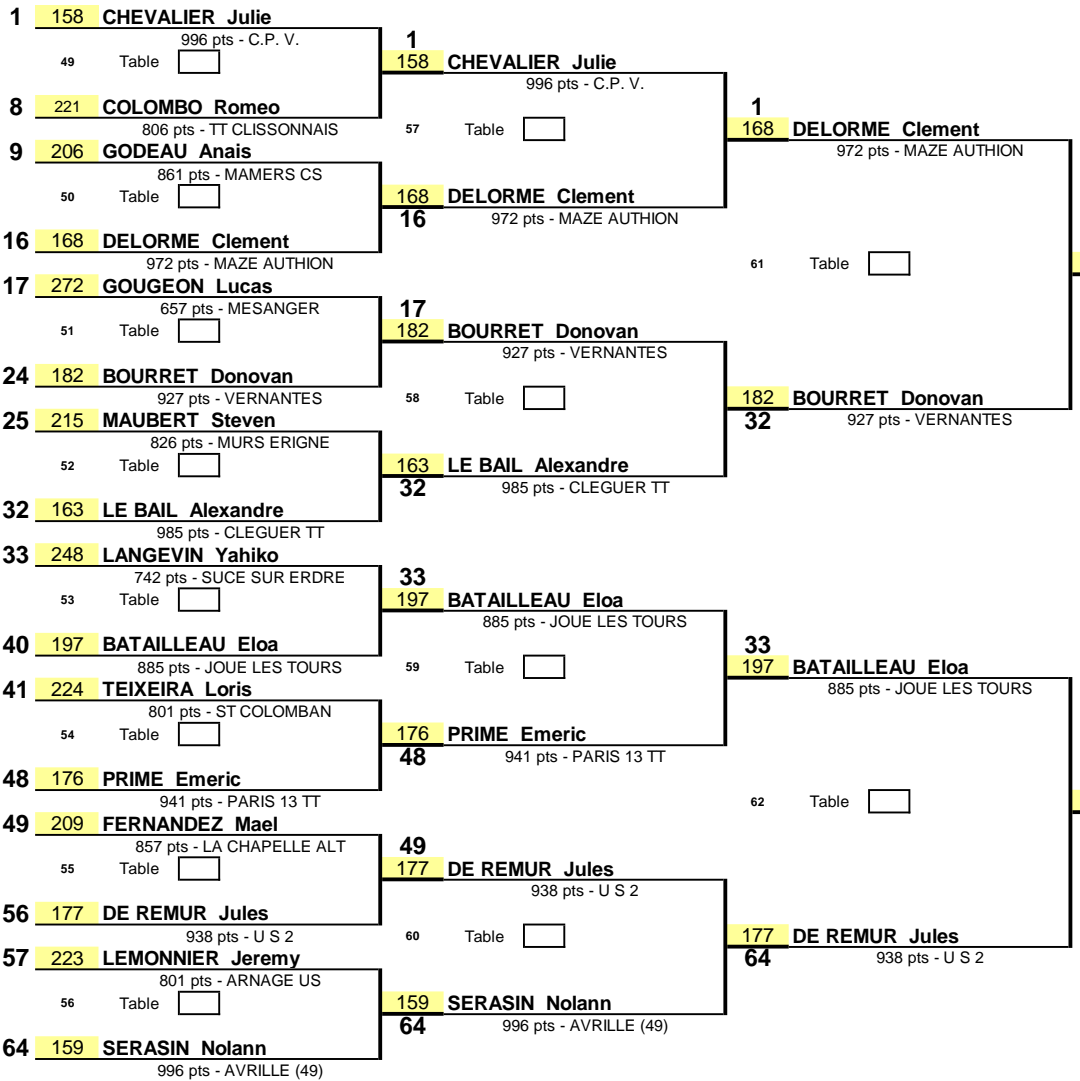 1 158 CHEVALIER Julie
996 pts - C.P. V.
49 Table
8 221 COLOMBO Romeo
806 pts - TT CLISSONNAIS
9 206 GODEAU Anais
861 pts - MAMERS CS
50 Table
16 168 DELORME Clement
972 pts - MAZE AUTHION
17 272 GOUGEON Lucas
657 pts - MESANGER
51 Table
24 182 BOURRET Donovan
927 pts - VERNANTES
25 215 MAUBERT Steven
826 pts - MURS ERIGNE
52 Table
32 163 LE BAIL Alexandre
985 pts - CLEGUER TT
33 248 LANGEVIN Yahiko
742 pts - SUCE SUR ERDRE
53 Table
40 197 BATAILLEAU Eloa
885 pts - JOUE LES TOURS
41 224 TEIXEIRA Loris
801 pts - ST COLOMBAN
54 Table
48 176 PRIME Emeric
941 pts - PARIS 13 TT
49 209 FERNANDEZ Mael
857 pts - LA CHAPELLE ALT
55 Table
56 177 DE REMUR Jules
938 pts - U S 2
57 223 LEMONNIER Jeremy
801 pts - ARNAGE US
56 Table
64 159 SERASIN Nolann
996 pts - AVRILLE (49)
1
158 CHEVALIER Julie
996 pts - C.P. V.
57 Table
168 DELORME Clement
16 972 pts - MAZE AUTHION
17
182 BOURRET Donovan
927 pts - VERNANTES
58 Table
163 LE BAIL Alexandre
32 985 pts - CLEGUER TT
33
197 BATAILLEAU Eloa
885 pts - JOUE LES TOURS
59 Table
176 PRIME Emeric
48 941 pts - PARIS 13 TT
49
177 DE REMUR Jules
938 pts - U S 2
60 Table
159 SERASIN Nolann
64 996 pts - AVRILLE (49)
1
168 DELORME Clement
972 pts - MAZE AUTHION
61 Table
182 BOURRET Donovan
32 927 pts - VERNANTES
33
197 BATAILLEAU Eloa
885 pts - JOUE LES TOURS
62 Table
177 DE REMUR Jules
64 938 pts - U S 2